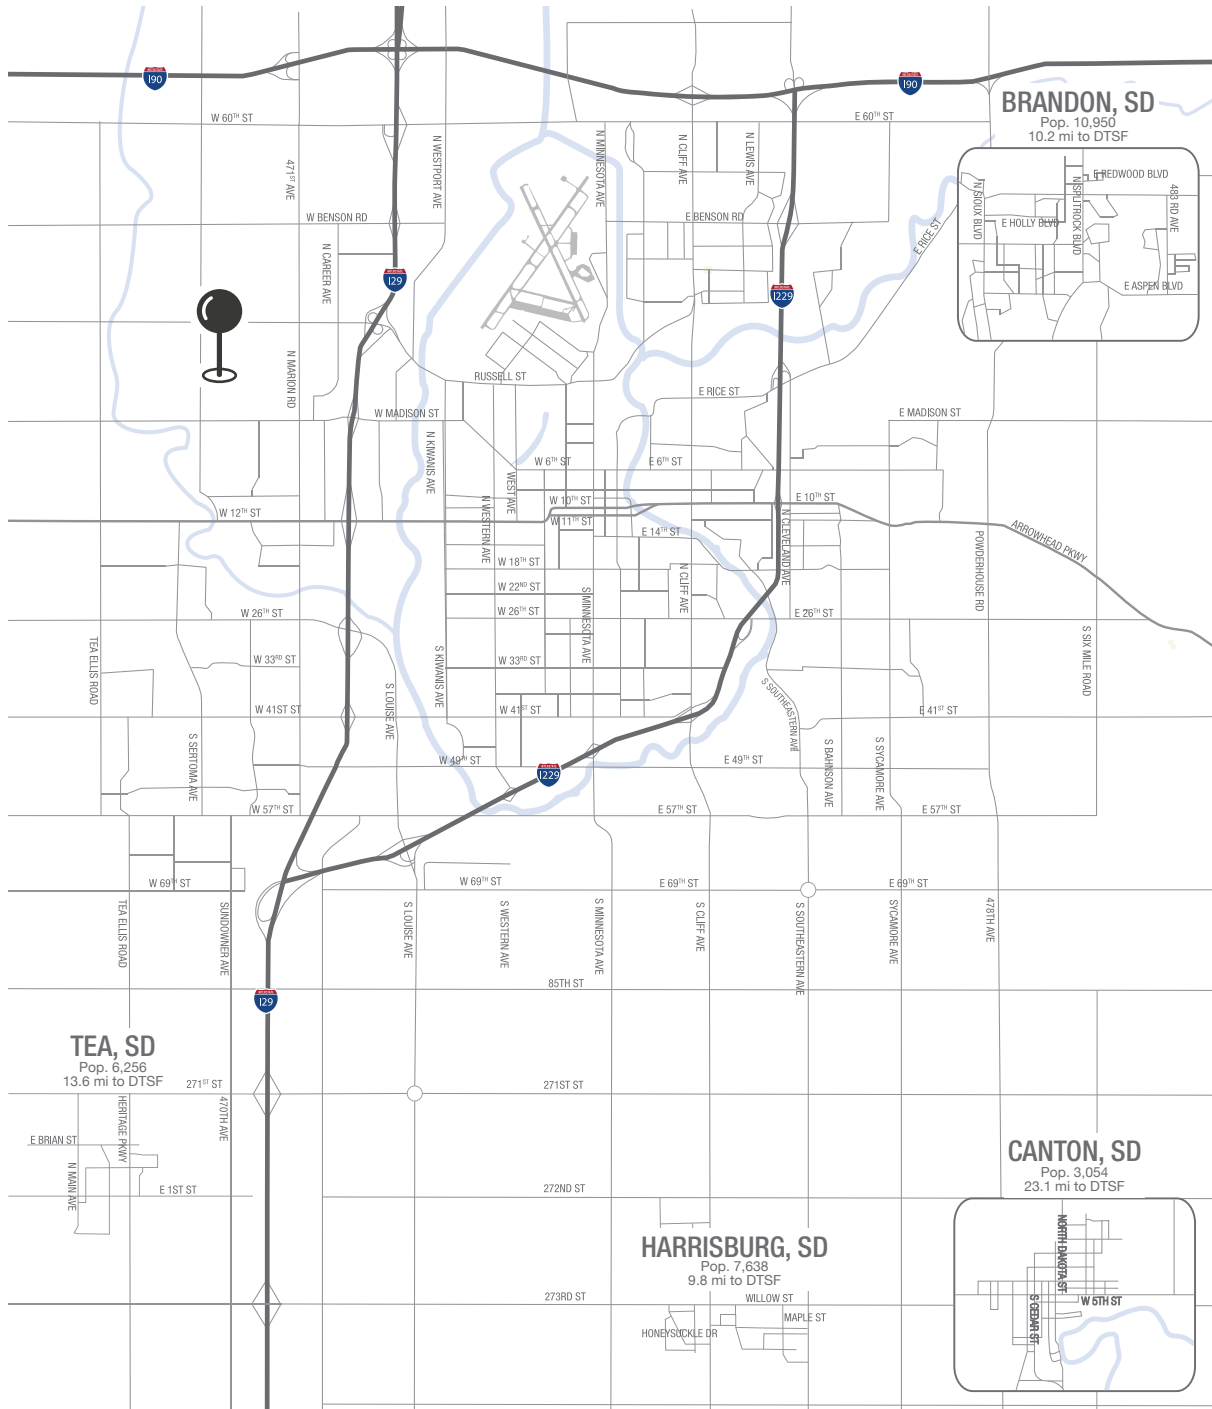 I90
I90
BRANDON, SD
Pop. 10,950
10.2 mi to DTSF
W 60TH ST
E 60TH ST
471ST AVE
N WESTPORT AVE
N MINNESOTA AVE
N CLIFF AVE
N LEWIS AVE
E REDWOOD BLVD
N SIOUX BLVD
N SPLITROCK BLVD
483 RD AVE
E HOLLY BLVD
E ASPEN BLVD
W BENSON RD
E BENSON RD
E RICE ST
N CAREER AVE
I29
I229
N MARION RD
RUSSELL ST
E RICE ST
W MADISON ST
E MADISON ST
N KIWANIS AVE
W 6TH ST
E 6TH ST
WEST AVE
W 10TH ST
E 10TH ST
W 12TH ST
N WESTERN AVE
W 11TH ST
E 14TH ST
N CLEVELAND AVE
ARROWHEAD PKWY
POWDERHOUSE RD
W 18TH ST
N CLIFF AVE
W 22ND ST
S MINNESOTA AVE
W 26TH ST
W 26TH ST
E 26TH ST
TEA ELLIS ROAD
S SIX MILE ROAD
W 33RD ST
S KIWANIS AVE
W 33RD ST
S LOUISE AVE
S SOUTHEASTERN AVE
W 41ST ST
W 41ST ST
E 41ST ST
S SERTOMA AVE
S BAHNSON AVE
S SYCAMORE AVE
W 49TH ST
E 49TH ST
I229
W 57TH ST
E 57TH ST
E 57TH ST
W 69TH ST
W 69TH ST
E 69TH ST
E 69TH ST
TEA ELLIS ROAD
SUNDOWNER AVE
S LOUISE AVE
S WESTERN AVE
S MINNESOTA AVE
S CLIFF AVE
S SOUTHEASTERN AVE
SYCAMORE AVE
478TH AVE
85TH ST
I29
TEA, SD
Pop. 6,256
13.6 mi to DTSF
271ST ST
271ST ST
HERITAGE PKWY
470TH AVE
E BRIAN ST
N MAIN AVE
E 1ST ST
272ND ST
CANTON, SD
Pop. 3,054
23.1 mi to DTSF
NORTH DAKOTA ST
W 5TH ST
S CEDAR ST
HARRISBURG, SD
Pop. 7,638
9.8 mi to DTSF
273RD ST
WILLOW ST
MAPLE ST
HONEYSUCKLE DR